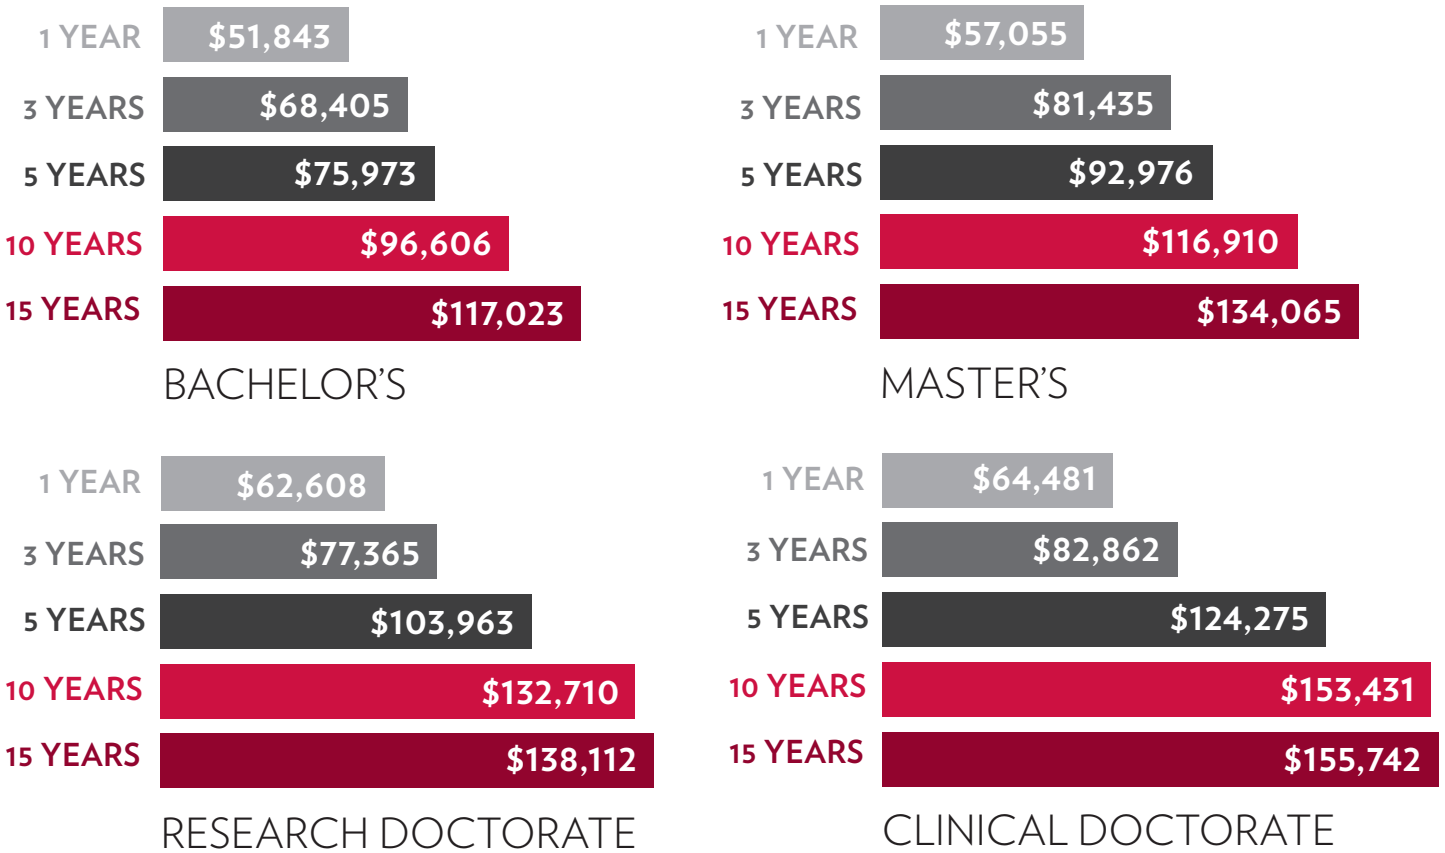 1 YEAR $51,843
3 YEARS $68,405
5 YEARS $75,973
10 YEARS $96,606
15 YEARS $117,023
BACHELOR'S
1 YEAR $57,055
3 YEARS $81,435
5 YEARS $92,976
10 YEARS $116,910
15 YEARS $134,065
MASTER'S
1 YEAR $62,608
3 YEARS $77,365
5 YEARS $103,963
10 YEARS $132,710
15 YEARS $138,112
RESEARCH DOCTORATE
1 YEAR $64,481
3 YEARS $82,862
5 YEARS $124,275
10 YEARS $153,431
15 YEARS $155,742
CLINICAL DOCTORATE